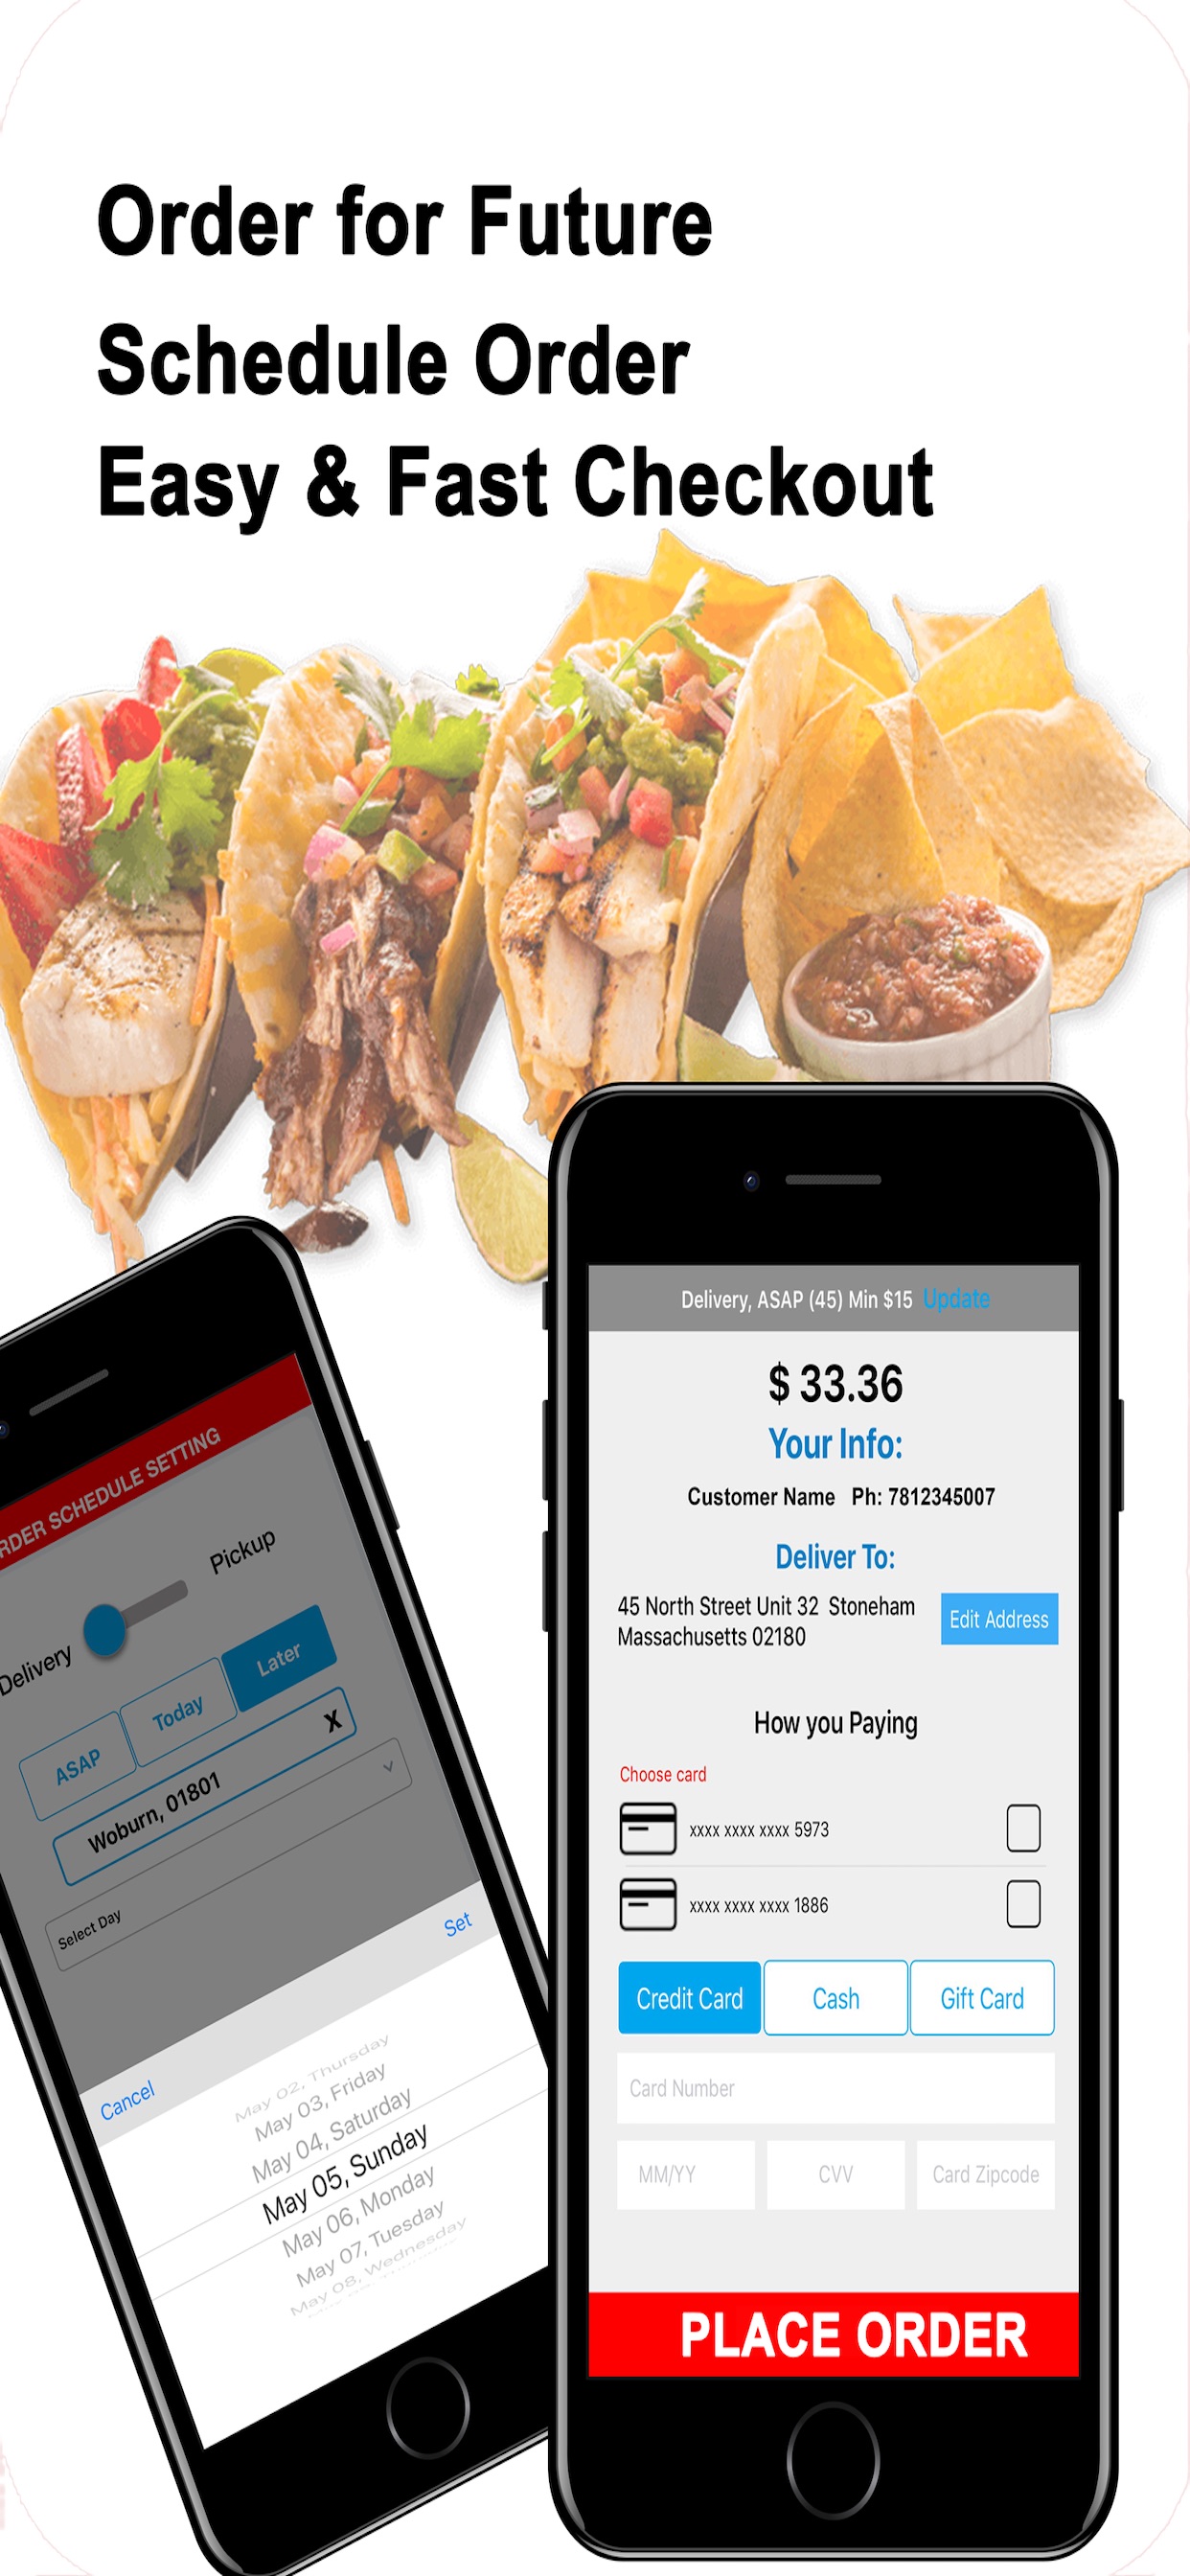 Order for Future
Schedule Order
Easy & Fast Checkout
RDER SCHEDULE SETTING
Delivery
Pickup
ASAP
Today
Later
Woburn, 01801
X
Select Day
Cancel
Set
May 02, Thursday
May 03, Friday
May 04, Saturday
May 05, Sunday
May 06, Monday
May 07, Tuesday
May 08, Wednesday
Delivery, ASAP (45) Min $15 Update
$ 33.36
Your Info:
Customer Name Ph: 7812345007
Deliver To:
45 North Street Unit 32 Stoneham
Massachusetts 02180
Edit Address
How you Paying
Choose card
xxxx xxxx xxxx 5973
xxxx xxxx xxxx 1886
Credit Card
Cash
Gift Card
Card Number
MM/YY
CVV
Card Zipcode
PLACE ORDER